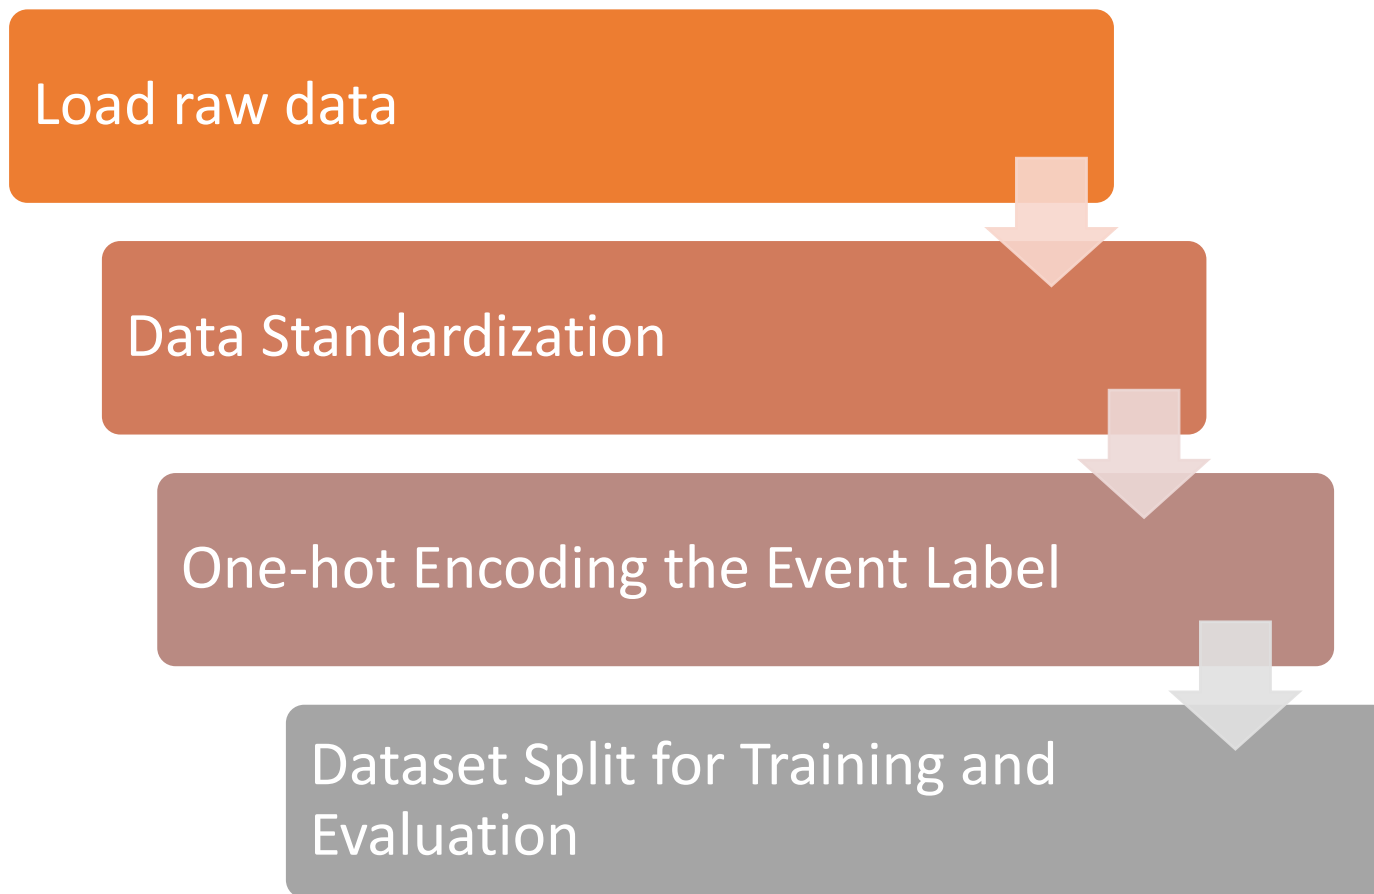 Load raw data
Data Standardization
One-hot Encoding the Event Label
Dataset Split for Training and
Evaluation